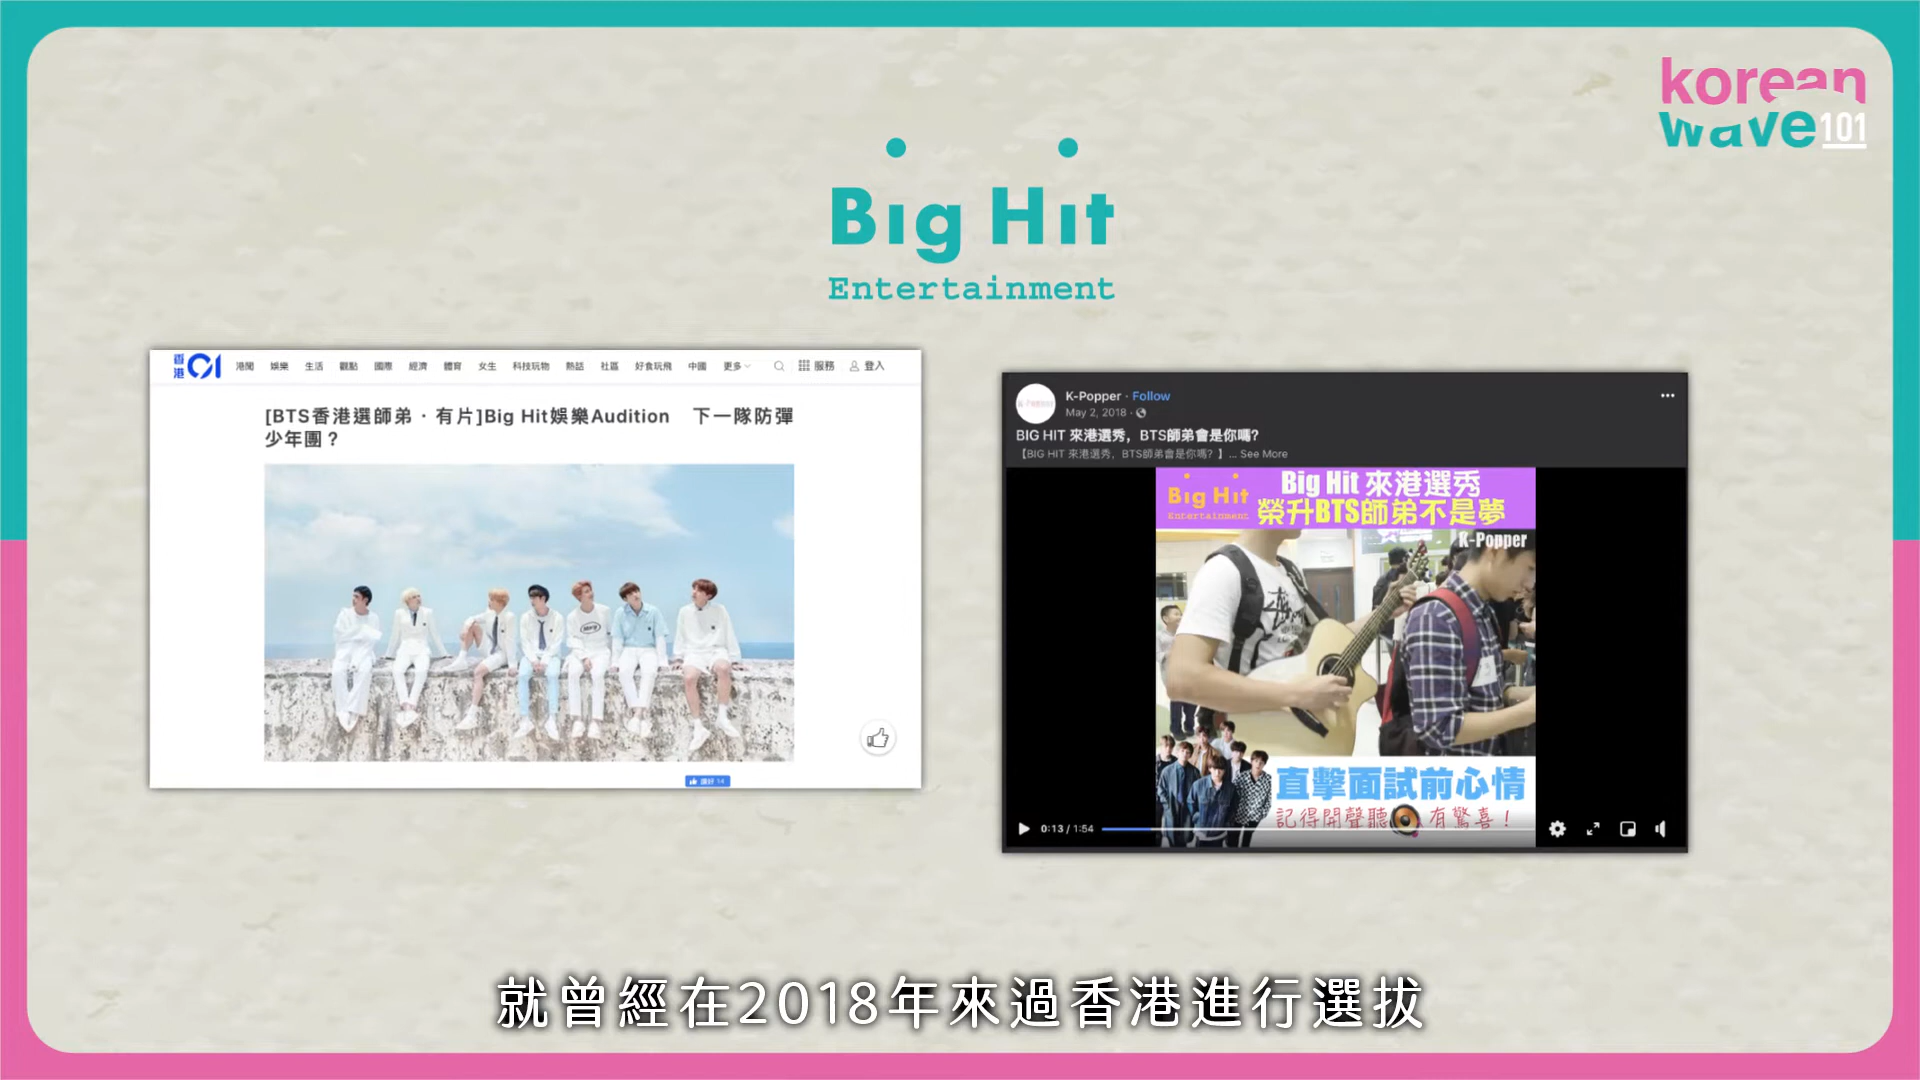 korean
wave 101
Big Hit
Entertainment
香港01 港聞 娛樂 生活 觀點 國際 經濟 體育 女生 科技玩物 熱話 社區 好食玩飛 中國 更多 服務 登入
[BTS香港選師弟．有片]Big Hit娛樂Audition 下一隊防彈
少年團？
讚好 14
K-Popper · Follow
May 2, 2018
BIG HIT 來港選秀，BTS師弟會是你嗎?
【BIG HIT 來港選秀，BTS師弟會是你嗎？】... See More
Big Hit
Entertainment
Big Hit 來港選秀
榮升BTS師弟不是夢
K-Popper
直擊面試前心情
記得開聲聽 有驚喜！
0:13 / 1:54
就曾經在2018年來過香港進行選拔